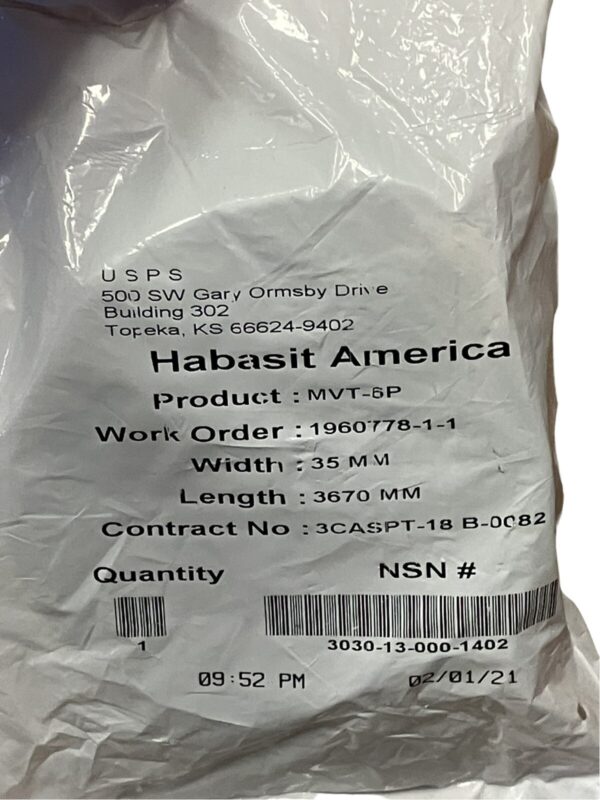 USPS
500 SW Gary Ormsby Drive
Building 302
Topeka, KS 66624-9402
Habasit America
Product : MVT-6P
Work Order : 1960778-1-1
Width : 35 MM
Length : 3670 MM
Contract No : 3CASPT-18 B-0082
Quantity NSN #
1 3030-13-000-1402
09:52 PM 02/01/21